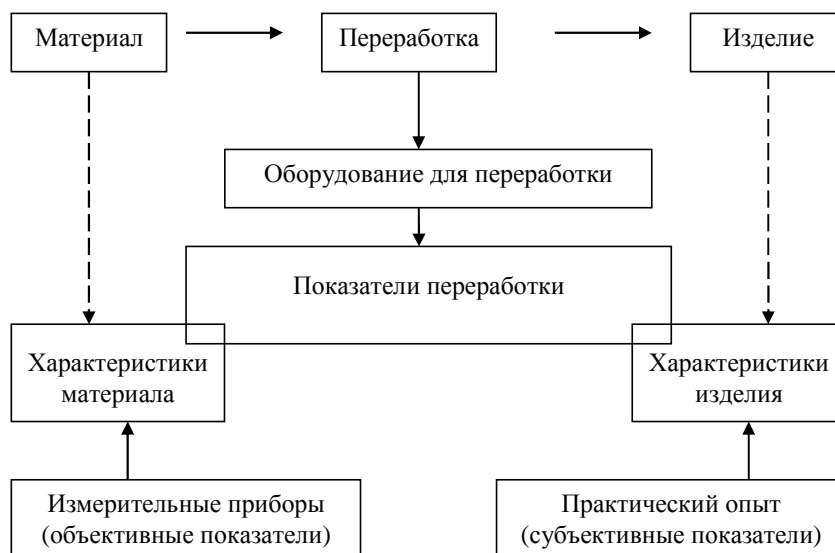 Материал
Переработка
Изделие
Оборудование для переработки
Показатели переработки
Характеристики
материала
Характеристики
изделия
Измерительные приборы
(объективные показатели)
Практический опыт
(субъективные показатели)